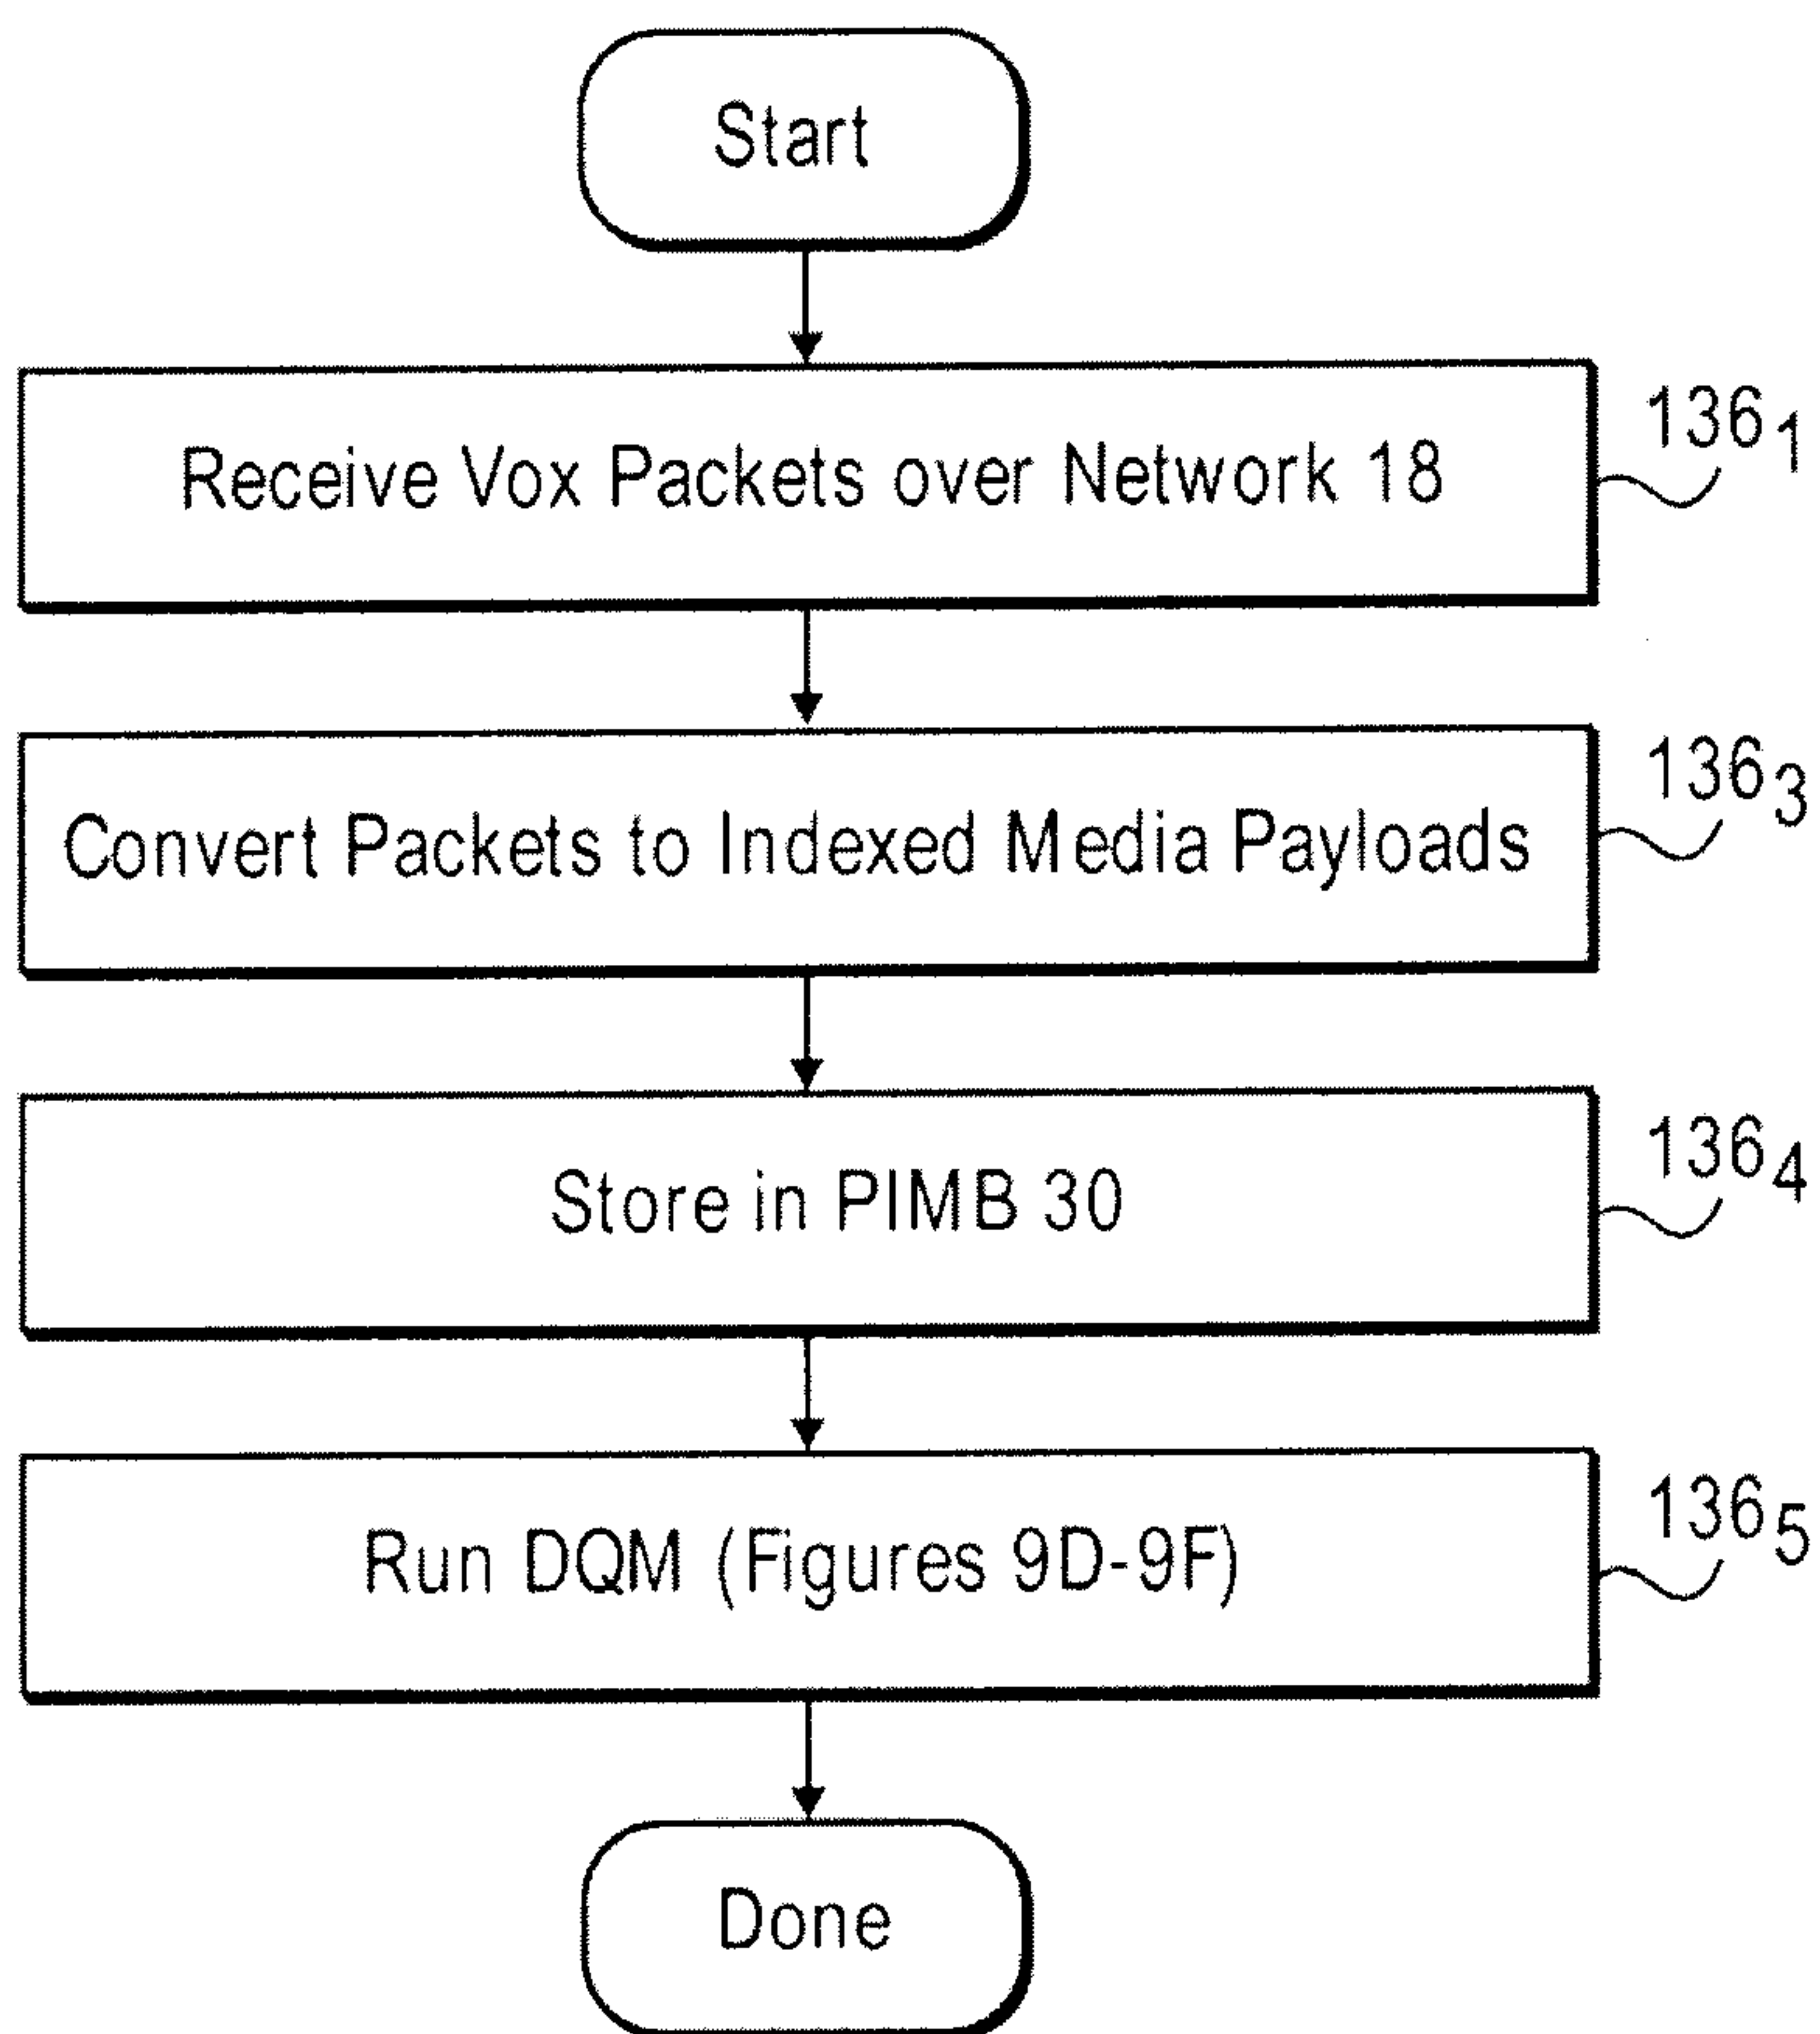 Start
Receive Vox Packets over Network 18
136₁
Convert Packets to Indexed Media Payloads
136₃
Store in PIMB 30
136₄
Run DQM (Figures 9D-9F)
136₅
Done